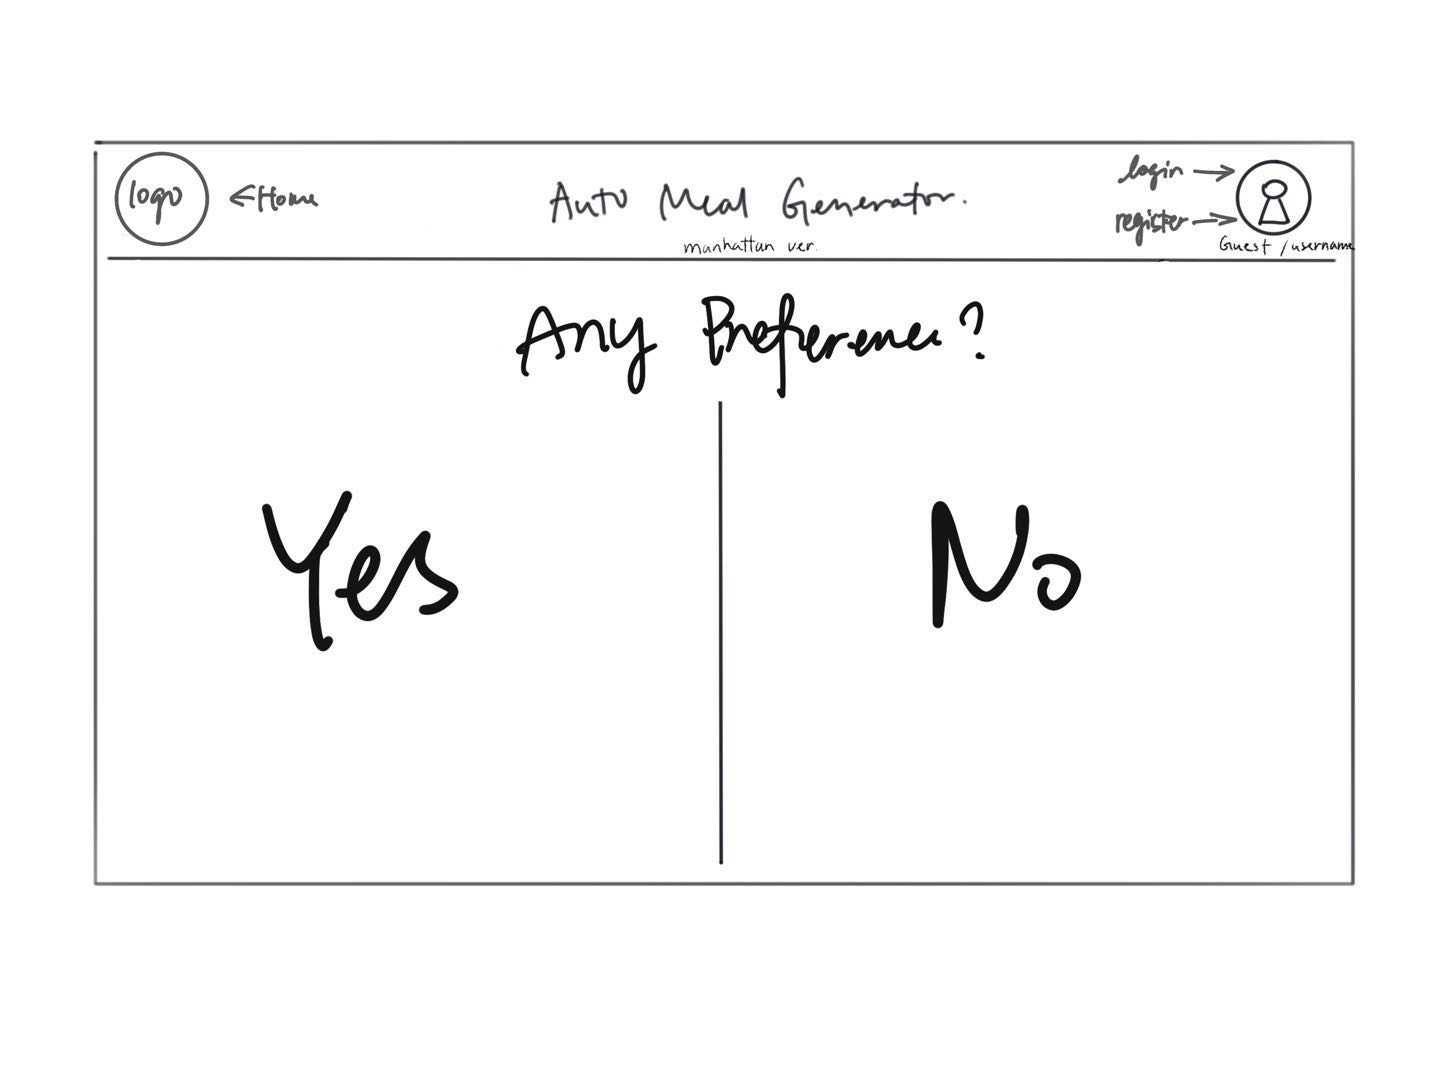 logo
←Home
Auto Meal Generator.
manhattan ver.
login →
register →
Guest / username
Any Preference?
Yes
No